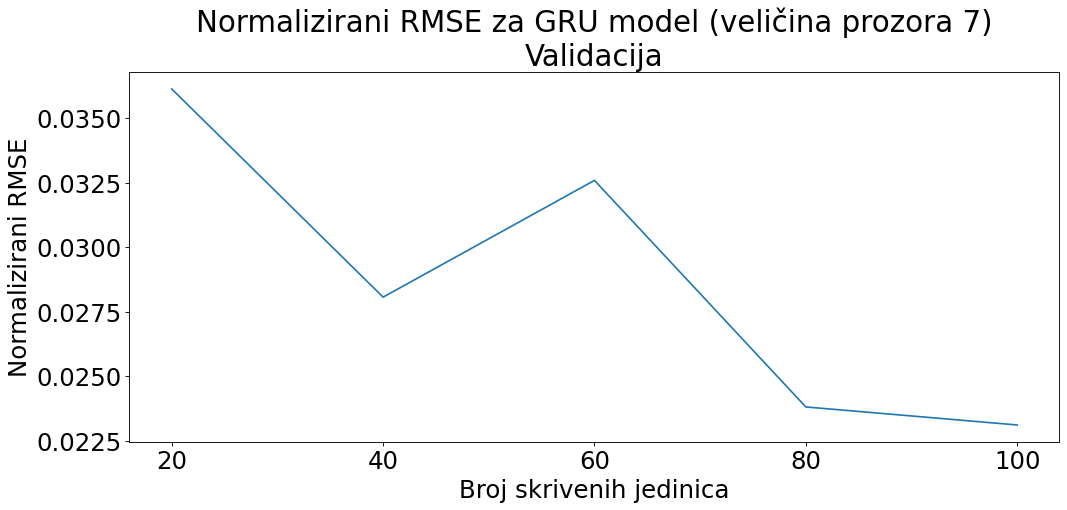 Normalizirani RMSE za GRU model (veličina prozora 7)
Validacija
Normalizirani RMSE
0.0350
0.0325
0.0300
0.0275
0.0250
0.0225
20 40 60 80 100
Broj skrivenih jedinica